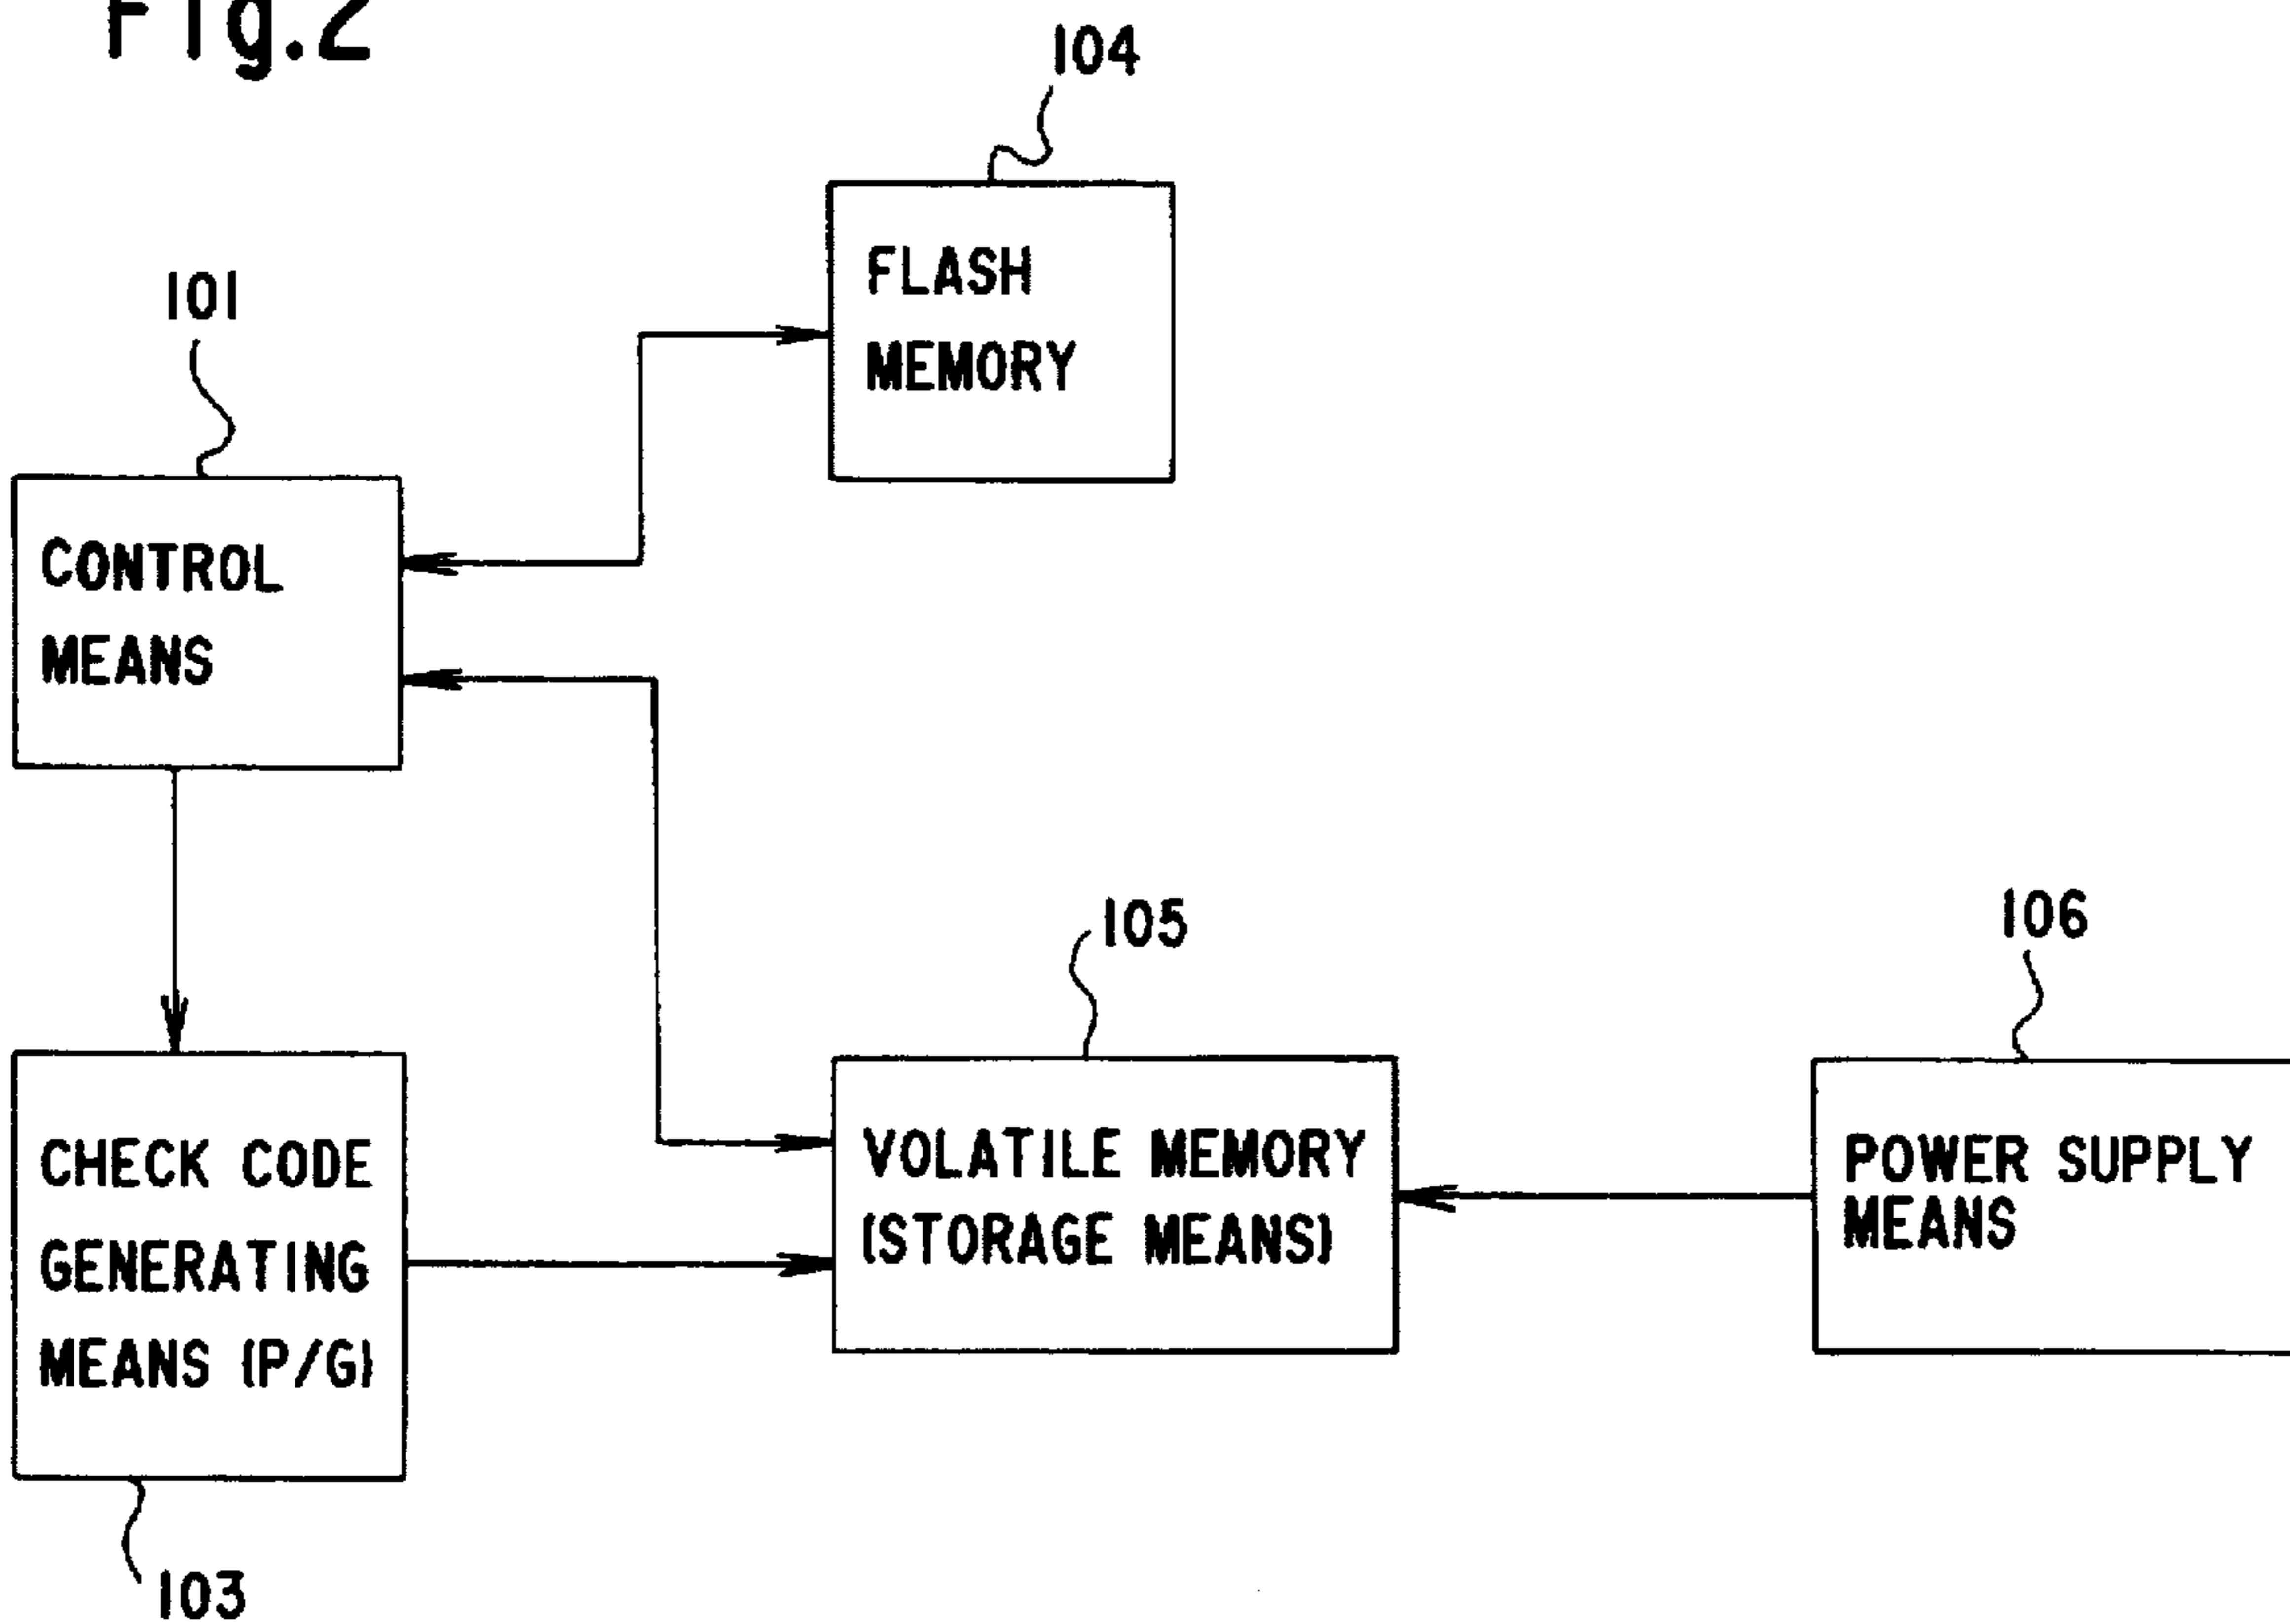 Fig.2
104
FLASH
MEMORY
101
CONTROL
MEANS
105
106
CHECK CODE
GENERATING
MEANS (P/G)
VOLATILE MEMORY
(STORAGE MEANS)
POWER SUPPLY
MEANS
103